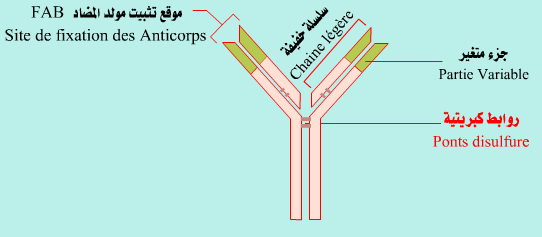 موقع تثبيت مولد المضاد FAB
Site de fixation des Anticorps
سلسلة خفيفة
Chaine légère
جزء متغير
Partie Variable
روابط كبريتية
Ponts disulfure